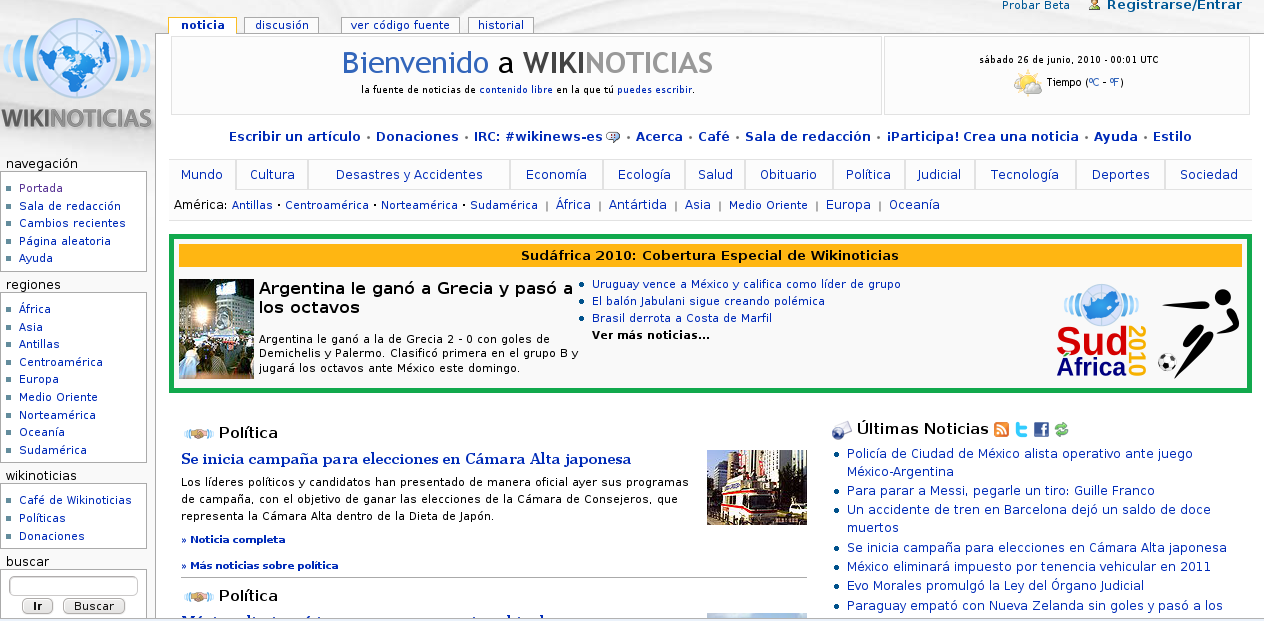 Probar Beta Registrarse/Entrar
noticia discusión ver código fuente historial
WIKINOTICIAS
Bienvenido a WIKINOTICIAS
la fuente de noticias de contenido libre en la que tú puedes escribir.
sábado 26 de junio, 2010 - 00:01 UTC
Tiempo (ºC - ºF)
Escribir un artículo · Donaciones · IRC: #wikinews-es · Acerca · Café · Sala de redacción · ¡Participa! Crea una noticia · Ayuda · Estilo
Mundo Cultura Desastres y Accidentes Economía Ecología Salud Obituario Política Judicial Tecnología Deportes Sociedad
América: Antillas · Centroamérica · Norteamérica · Sudamérica | África | Antártida | Asia | Medio Oriente | Europa | Oceanía
navegación
Portada
Sala de redacción
Cambios recientes
Página aleatoria
Ayuda
regiones
África
Asia
Antillas
Centroamérica
Europa
Medio Oriente
Norteamérica
Oceanía
Sudamérica
wikinoticias
Café de Wikinoticias
Políticas
Donaciones
buscar
Ir Buscar
Sudáfrica 2010: Cobertura Especial de Wikinoticias
Argentina le ganó a Grecia y pasó a
los octavos
Argentina le ganó a la de Grecia 2 - 0 con goles de
Demichelis y Palermo. Clasificó primera en el grupo B y
jugará los octavos ante México este domingo.
Uruguay vence a México y califica como líder de grupo
El balón Jabulani sigue creando polémica
Brasil derrota a Costa de Marfil
Ver más noticias...
Sud
África
2010
Política
Se inicia campaña para elecciones en Cámara Alta japonesa
Los líderes políticos y candidatos han presentado de manera oficial ayer sus programas
de campaña, con el objetivo de ganar las elecciones de la Cámara de Consejeros, que
representa la Cámara Alta dentro de la Dieta de Japón.
» Noticia completa
» Más noticias sobre política
Política
Últimas Noticias
Policía de Ciudad de México alista operativo ante juego
México-Argentina
Para parar a Messi, pegarle un tiro: Guille Franco
Un accidente de tren en Barcelona dejó un saldo de doce
muertos
Se inicia campaña para elecciones en Cámara Alta japonesa
México eliminará impuesto por tenencia vehicular en 2011
Evo Morales promulgó la Ley del Órgano Judicial
Paraguay empató con Nueva Zelanda sin goles y pasó a los